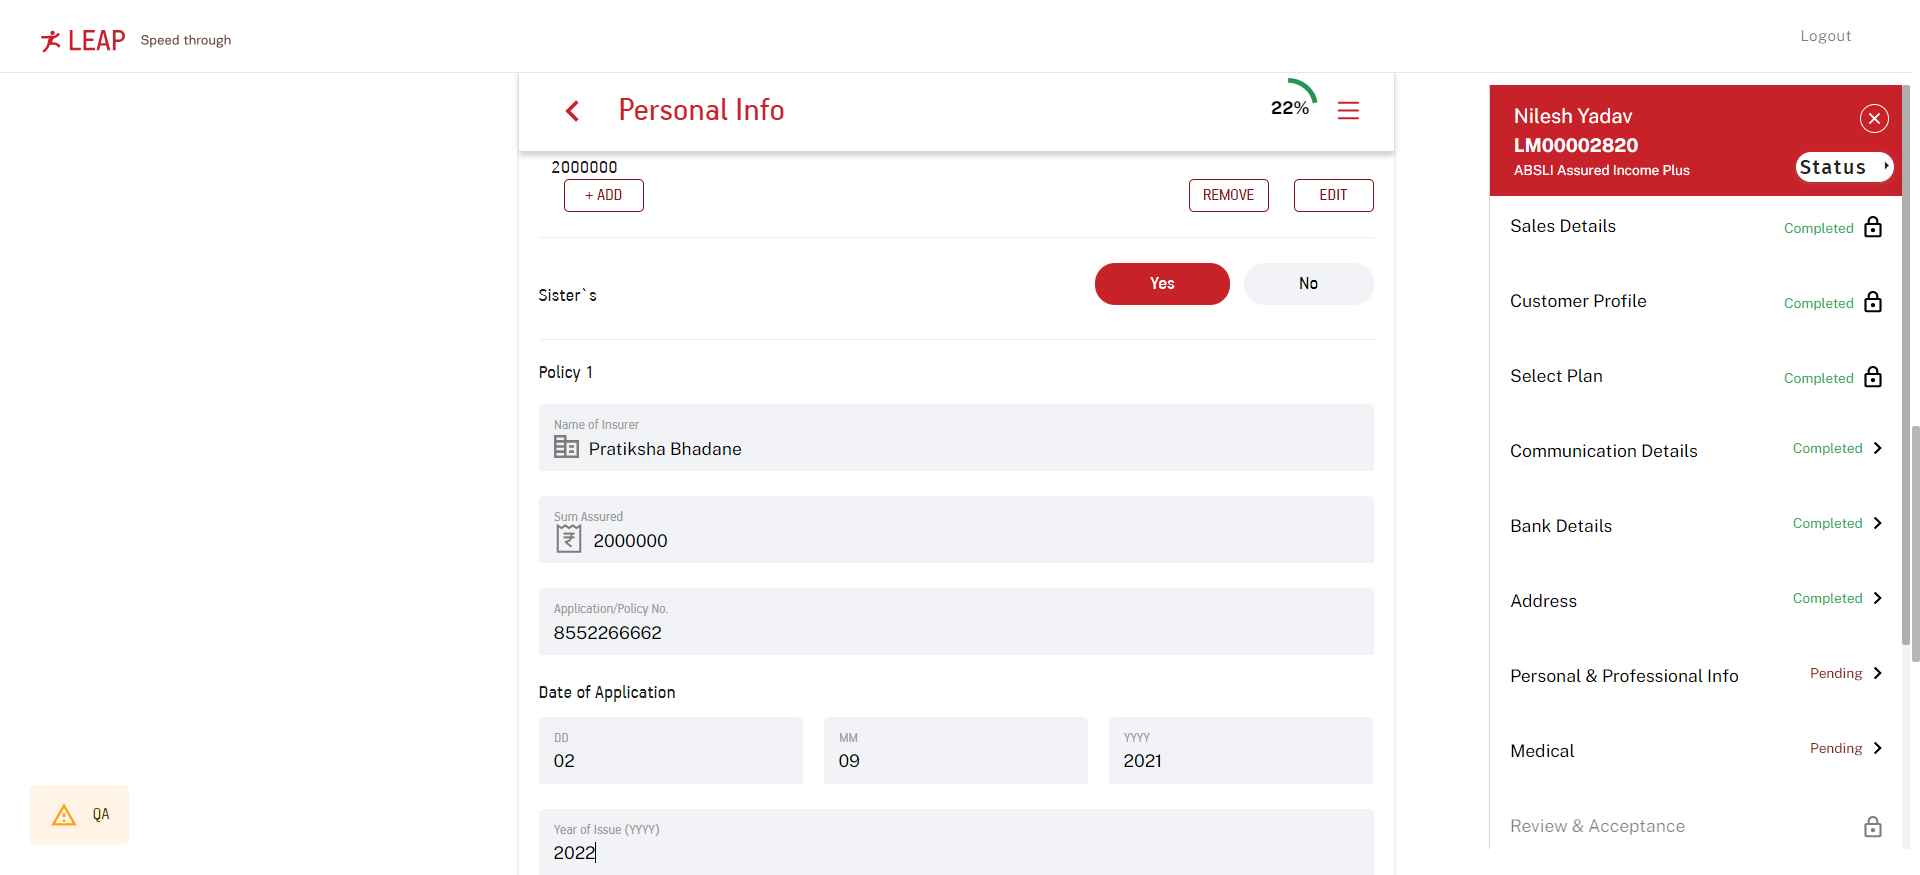 LEAP Speed through
Logout
Personal Info
22%
2000000
+ ADD
REMOVE
EDIT
Sister`s
Yes
No
Policy 1
Name of Insurer
Pratiksha Bhadane
Sum Assured
2000000
Application/Policy No.
8552266662
Date of Application
DD
02
MM
09
YYYY
2021
Year of Issue (YYYY)
2022
QA
Nilesh Yadav
LM00002820
ABSLI Assured Income Plus
Status
Sales Details Completed
Customer Profile Completed
Select Plan Completed
Communication Details Completed
Bank Details Completed
Address Completed
Personal & Professional Info Pending
Medical Pending
Review & Acceptance